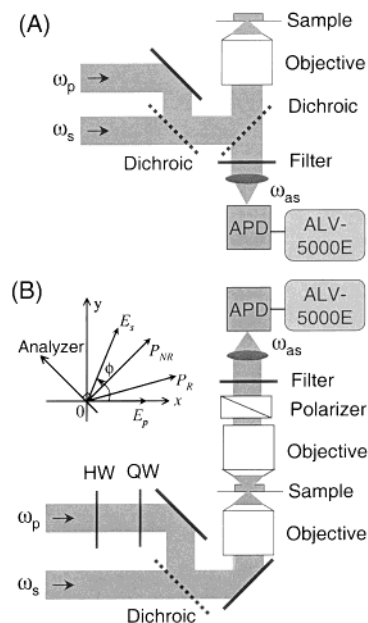 (A)
Sample
Objective
ωp
ωs
Dichroic
Dichroic
Filter
ωas
APD
ALV-
5000E
(B)
APD
ALV-
5000E
y
Es
ωas
Analyzer
PNR
Filter
ϕ
PR
Polarizer
0
Ep
x
Objective
HW
QW
Sample
ωp
Objective
ωs
Dichroic